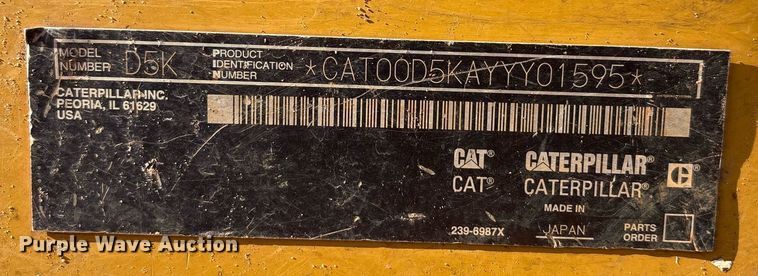 MODEL NUMBER D5K PRODUCT IDENTIFICATION NUMBER *CAT00D5KAYYY01595*
CATERPILLAR INC.
PEORIA, IL 61629
USA
CAT® CATERPILLAR® C
CAT® CATERPILLAR®
MADE IN
239-6987X JAPAN PARTS ORDER
Purple Wave Auction